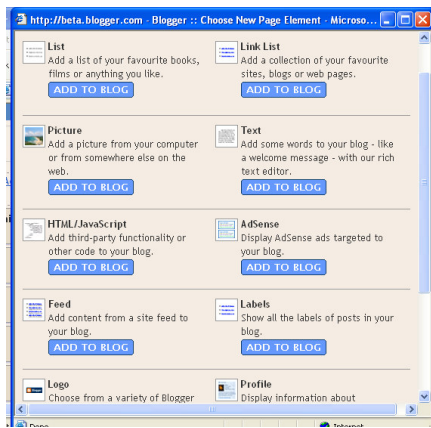 http://beta.blogger.com - Blogger :: Choose New Page Element - Microso...
List
Add a list of your favourite books,
films or anything you like.
ADD TO BLOG
Link List
Add a collection of your favourite
sites, blogs or web pages.
ADD TO BLOG
Picture
Add a picture from your computer
or from somewhere else on the
web.
ADD TO BLOG
Text
Add some words to your blog - like
a welcome message - with our rich
text editor.
ADD TO BLOG
HTML/JavaScript
Add third-party functionality or
other code to your blog.
ADD TO BLOG
AdSense
Display AdSense ads targeted to
your blog.
ADD TO BLOG
Feed
Add content from a site feed to
your blog.
ADD TO BLOG
Labels
Show all the labels of posts in your
blog.
ADD TO BLOG
Logo
Choose from a variety of Blogger
Profile
Display information about
Done
Internet